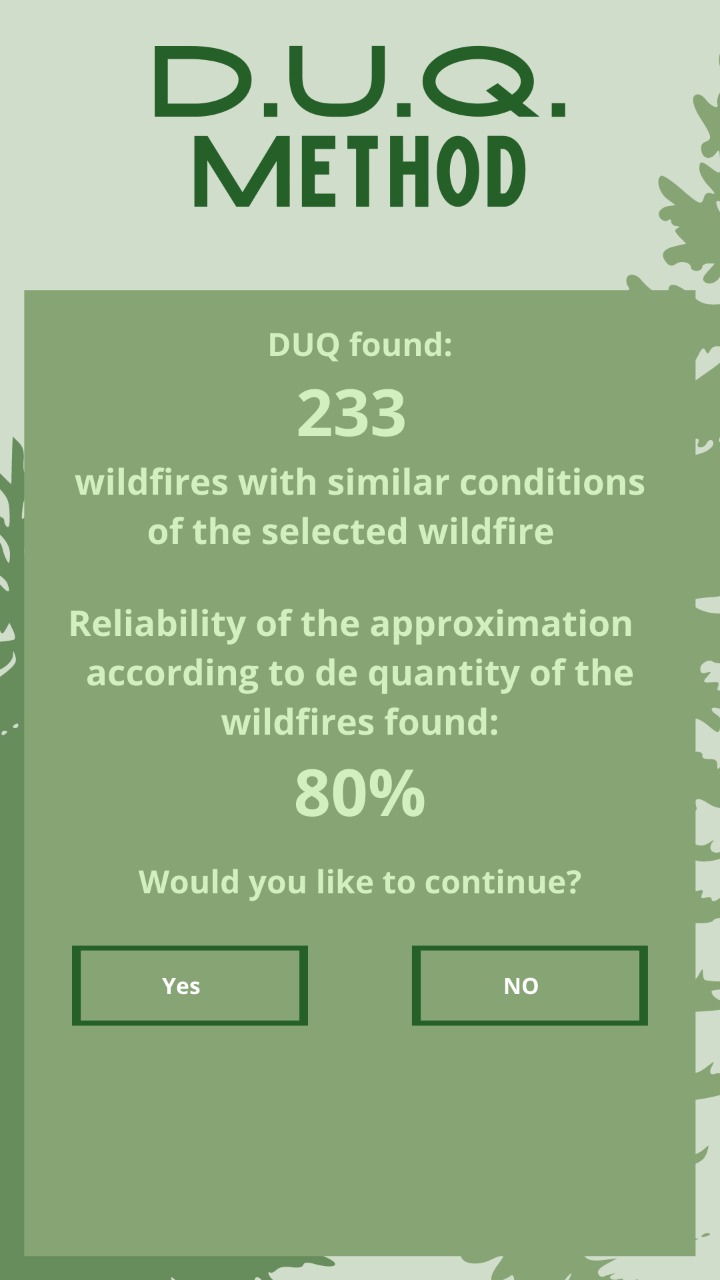 D.U.Q.
METHOD
DUQ found:
233
wildfires with similar conditions
of the selected wildfire
Reliability of the approximation
according to de quantity of the
wildfires found:
80%
Would you like to continue?
Yes
NO